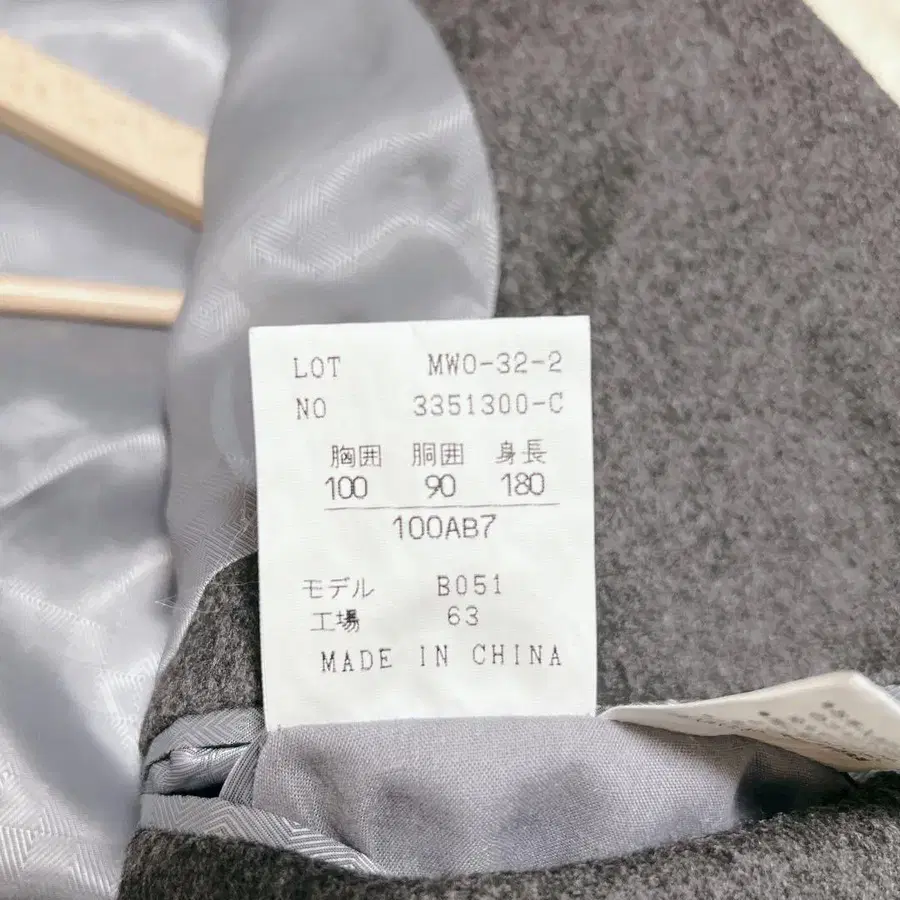 LOT MWO-32-2
NO 3351300-C
胸囲 胴囲 身長
100 90 180
100AB7
モデル B051
工場 63
MADE IN CHINA